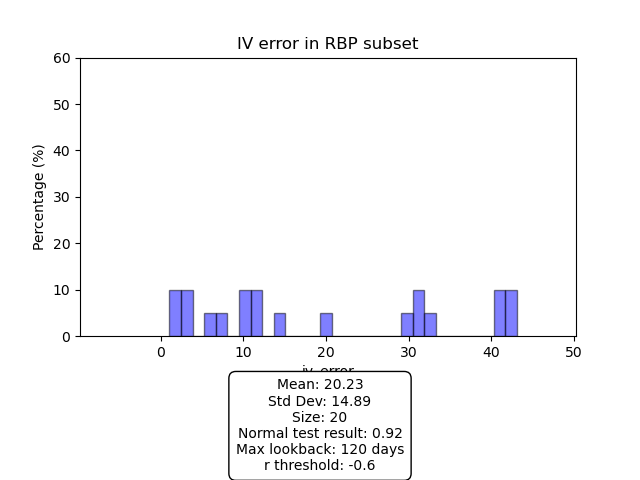 IV error in RBP subset
Percentage (%)
60
50
40
30
20
10
0
0 10 20 30 40 50
iv_error
Mean: 20.23
Std Dev: 14.89
Size: 20
Normal test result: 0.92
Max lookback: 120 days
r threshold: -0.6